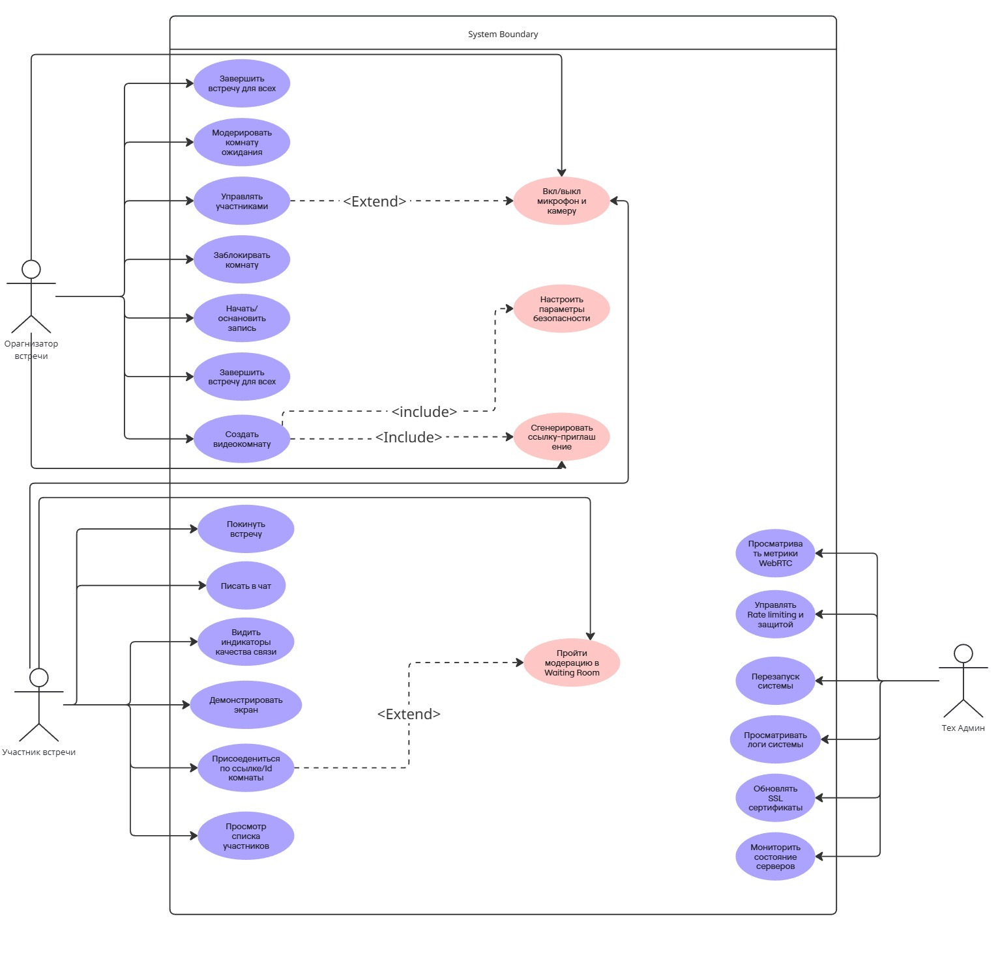 System Boundary
Завершить
встречу для всех
Модерировать
комнату
ожидания
Управлять
участниками
<Extend>
Вкл/выкл
микрофон и
камеру
Заблокирвать
комнату
Начать/
оснановить
запись
Настроить
параметры
безопасности
Орагнизатор
встречи
Завершить
встречу для всех
<include>
Создать
видеокомнату
<Include>
Сгенерировать
ссылку-приглаш
ение
Покинуть
встречу
Писать в чат
Видить
индикаторы
качества связи
Демонстрировать
экран
Присоедениться
по ссылке/Id
комнаты
Просмотр
списка
участников
Участник встречи
<Extend>
Пройти
модерацию в
Waiting Room
Просматрива
ть метрики
WebRTC
Управлять
Rate limiting и
защитой
Перезапуск
системы
Просматривать
логи системы
Обновлять
SSL
сертификаты
Мониторить
состояние
серверов
Тех Админ